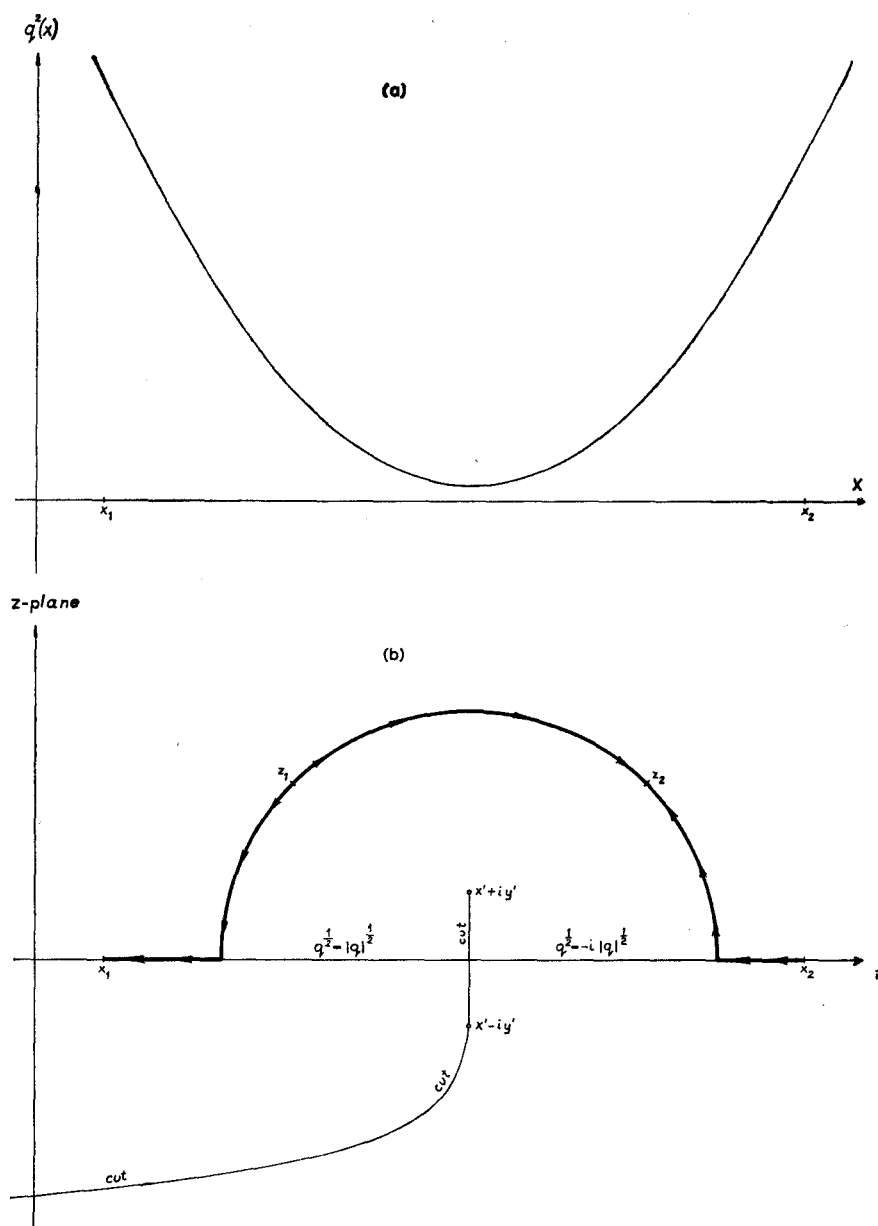 q²(x)
(a)
x₁
x₂
X
z-plane
(b)
z₁
z₂
x'+iy'
cut
q^½=|q|^½
q^½=-i|q|^½
x₁
x₂
x'-iy'
cut
cut